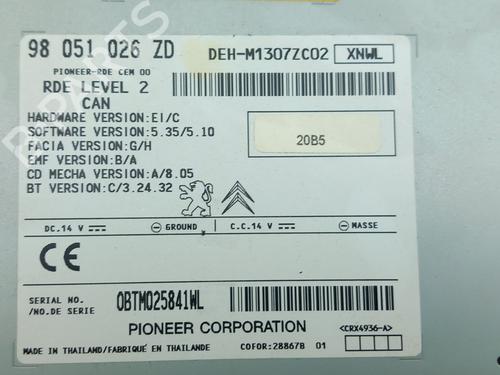 98 051 026 ZD DEH-M1307ZC02 XNWL
PIONEER-RDE CEM 00
RDE LEVEL 2
CAN
HARDWARE VERSION:EI/C
SOFTWARE VERSION:5.35/5.10
FACIA VERSION:G/H
EMF VERSION:B/A
CD MECHA VERSION:A/8.05
BT VERSION:C/3.24.32
20B5
DC.14 V GROUND C.C.14 V MASSE
CE
SERIAL NO.
/NO.DE SERIE
OBTM025841WL
PIONEER CORPORATION
<CRX4936-A>
MADE IN THAILAND/FABRIQUÉ EN THAILANDE COFOR:28867B 01